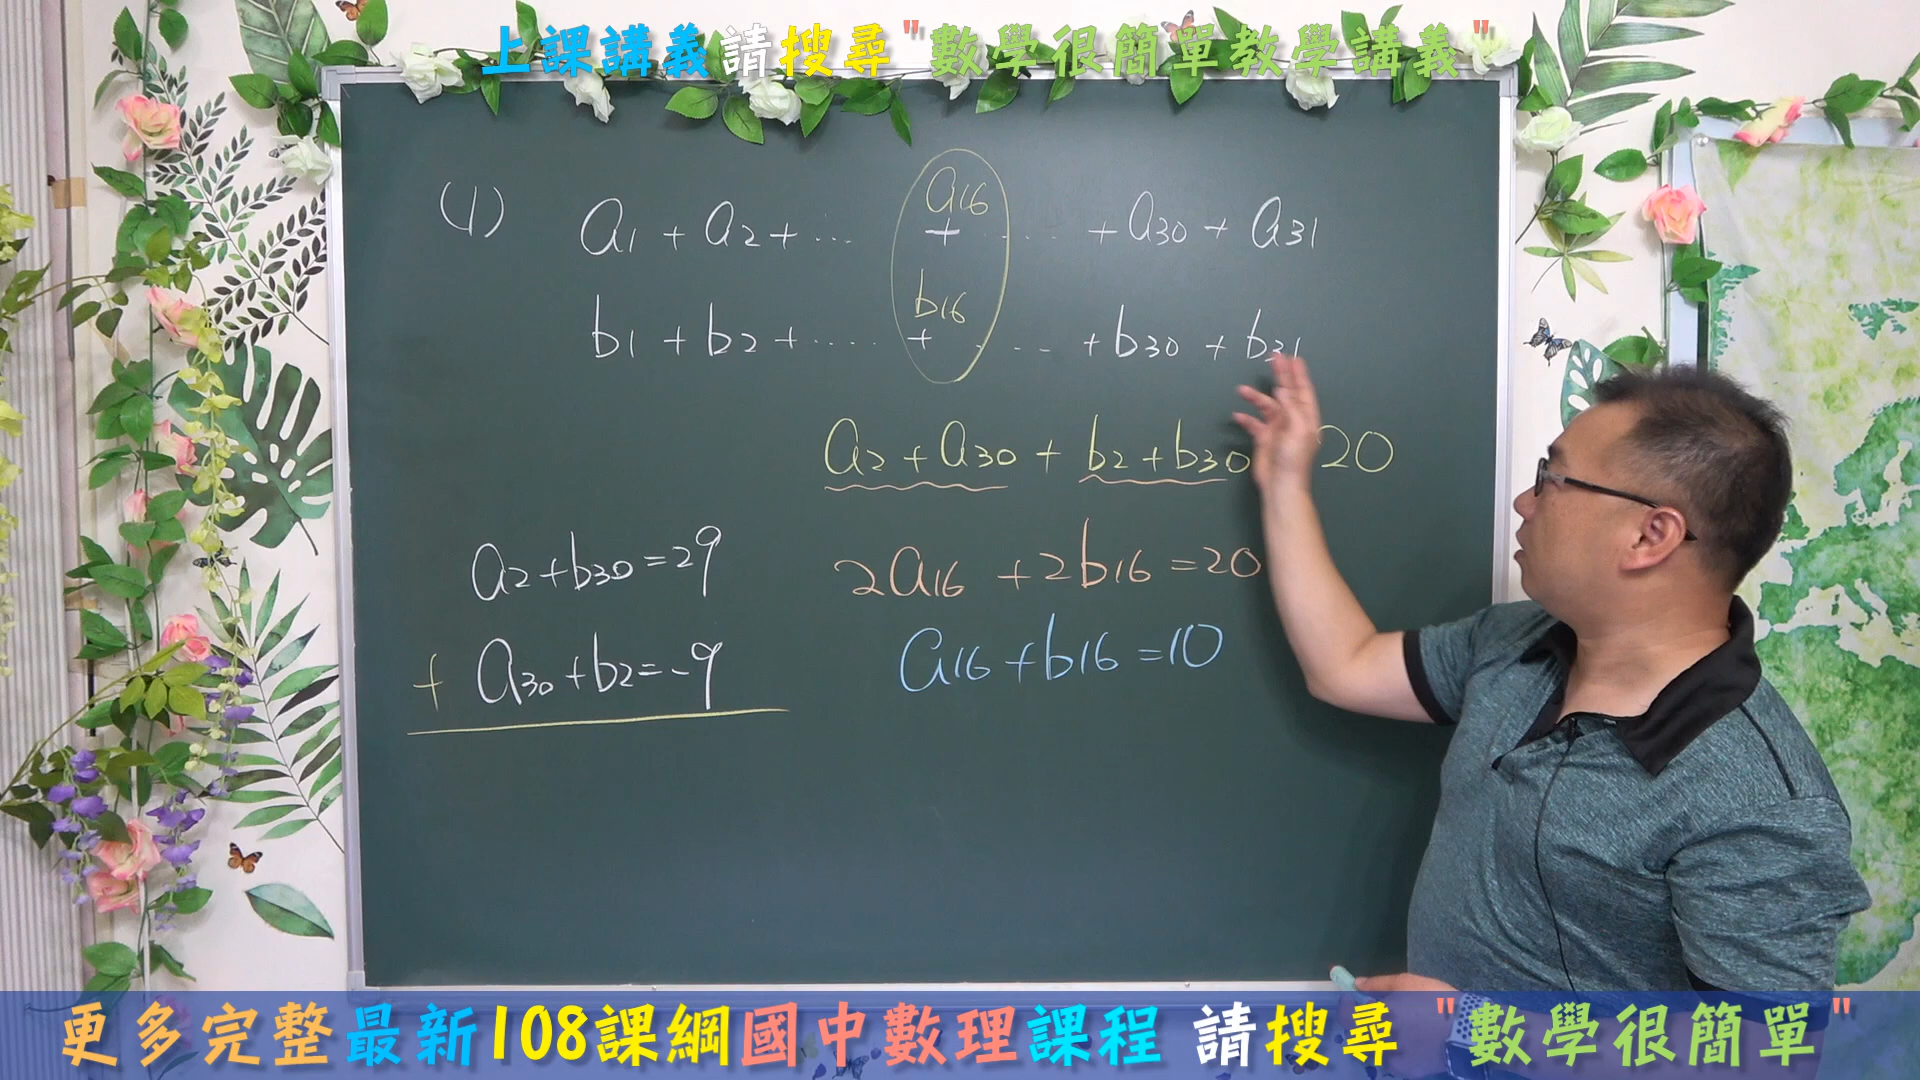 上課講義請搜尋"數學很簡單教學講義"
(1) a1 + a2 + ... a16 + .... + a30 + a31
b1 + b2 + .... b16 + ... + b30 + b31
a2 + a30 + b2 + b30 20
a2 + b30 = 29
2a16 + 2b16 = 20
+ a30 + b2 = -9
a16 + b16 = 10
更多完整最新108課綱國中數理課程 請搜尋 "數學很簡單"